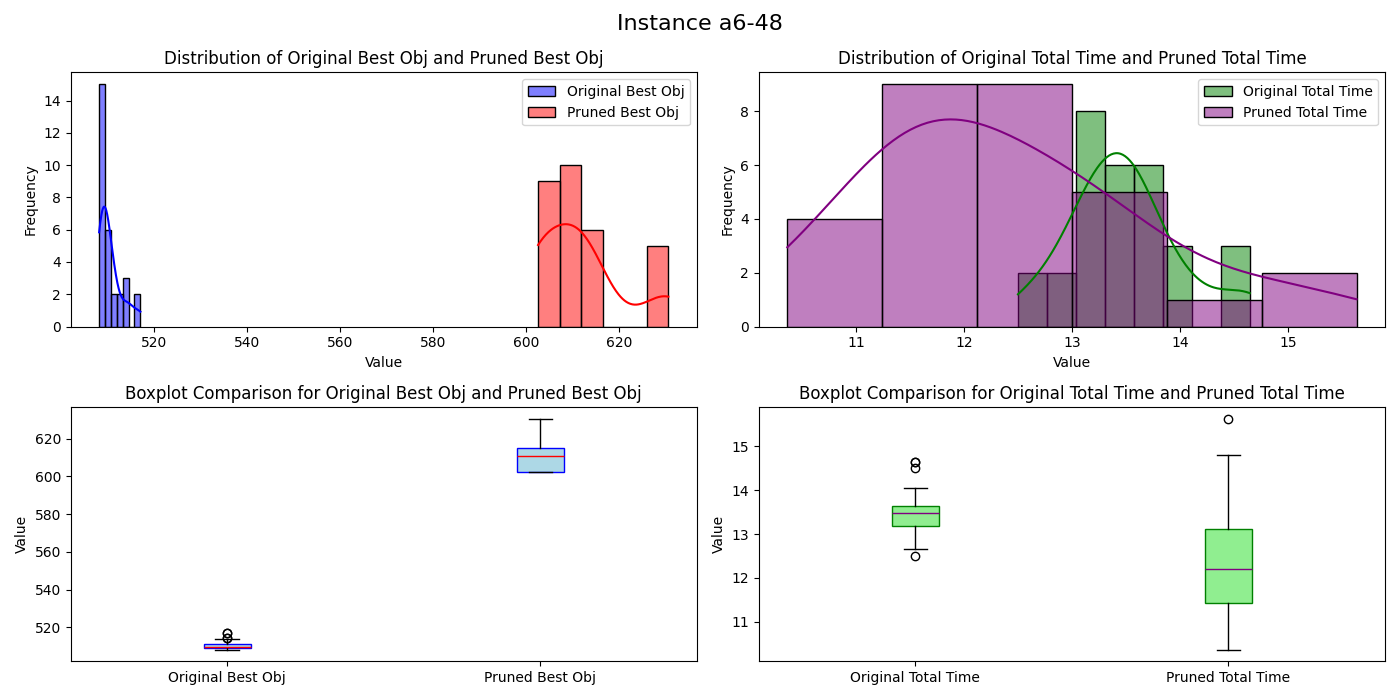 Instance a6-48
Distribution of Original Best Obj and Pruned Best Obj
Frequency
14
12
10
8
6
4
2
0
Original Best Obj
Pruned Best Obj
520
540
560
580
600
620
Value
Distribution of Original Total Time and Pruned Total Time
Frequency
8
6
4
2
0
Original Total Time
Pruned Total Time
11
12
13
14
15
Value
Boxplot Comparison for Original Best Obj and Pruned Best Obj
Value
620
600
580
560
540
520
Original Best Obj
Pruned Best Obj
Boxplot Comparison for Original Total Time and Pruned Total Time
Value
15
14
13
12
11
Original Total Time
Pruned Total Time